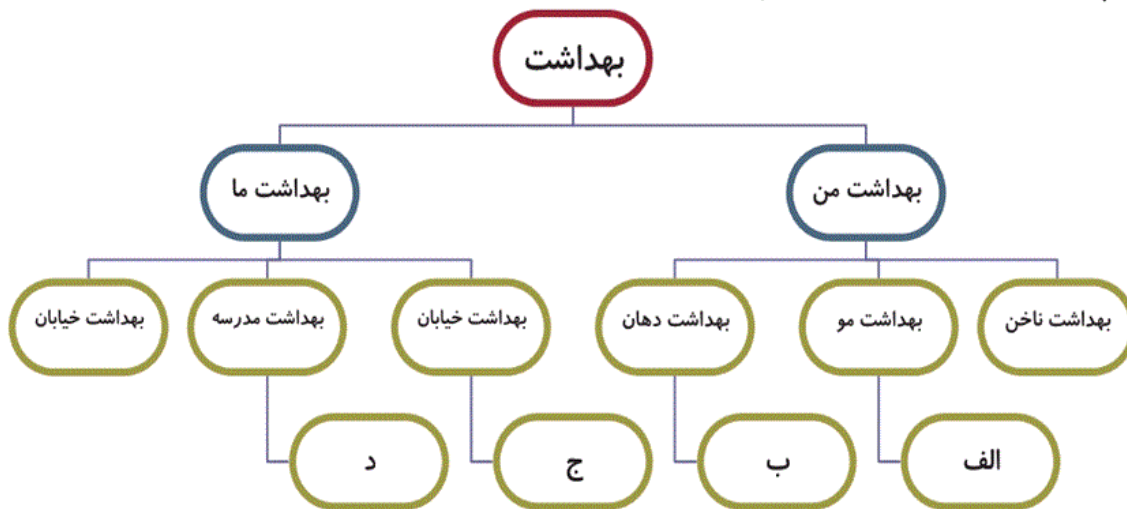 بهداشت
بهداشت من
بهداشت ما
بهداشت ناخن
بهداشت مو
بهداشت دهان
بهداشت خیابان
بهداشت مدرسه
بهداشت خیابان
الف
ب
ج
د